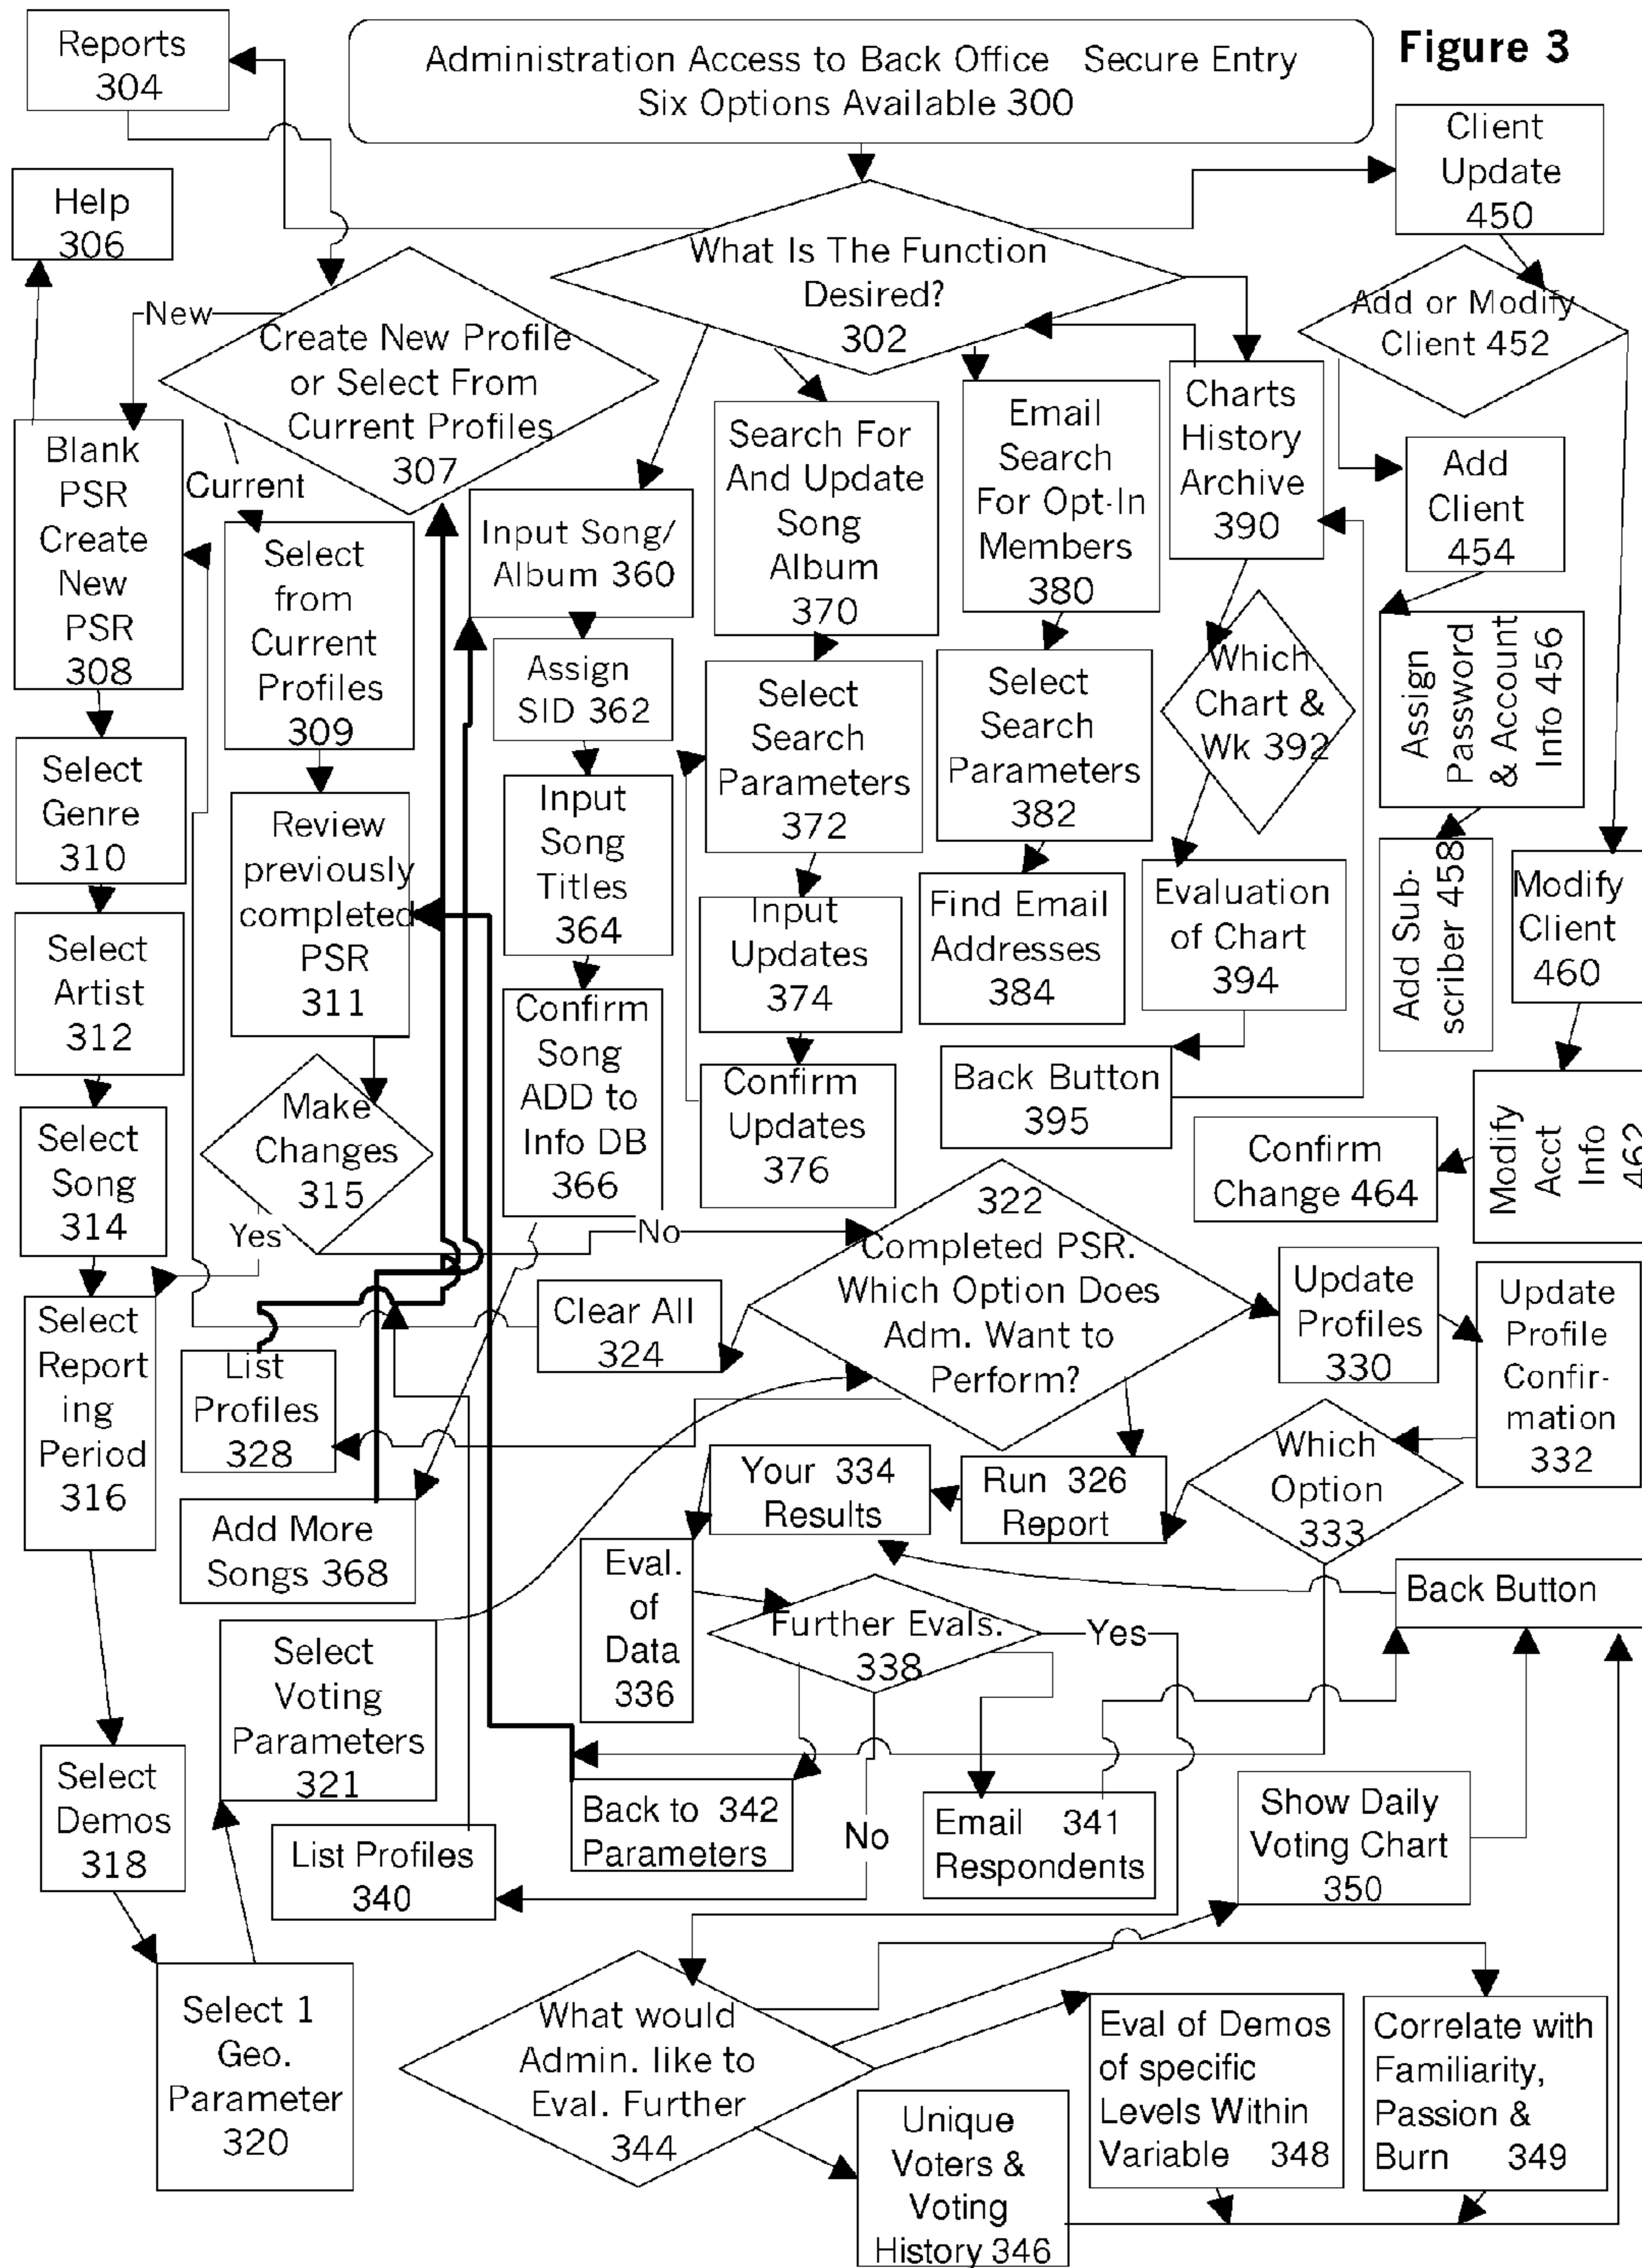 Figure 3
Administration Access to Back Office   Secure Entry
Six Options Available 300
Reports
304
Client
Update
450
Help
306
What Is The Function
Desired?
302
Add or Modify
Client 452
New
Create New Profile
or Select From
Current Profiles
307
Current
Blank
PSR
Create
New
PSR
308
Select
from
Current
Profiles
309
Input Song/
Album 360
Search For
And Update
Song
Album
370
Email
Search
For Opt-In
Members
380
Charts
History
Archive
390
Add
Client
454
Assign
SID 362
Select
Search
Parameters
372
Select
Search
Parameters
382
Which
Chart &
Wk 392
Assign
Password
& Account
Info 456
Select
Genre
310
Review
previously
completed
PSR
311
Input
Song
Titles
364
Input
Updates
374
Find Email
Addresses
384
Evaluation
of Chart
394
Add Sub-
scriber 458
Modify
Client
460
Select
Artist
312
Confirm
Song
ADD to
Info DB
366
Confirm
Updates
376
Back Button
395
Confirm
Change 464
Modify
Acct
Info
462
Select
Song
314
Make
Changes
315
Yes
No
322
Completed PSR.
Which Option Does
Adm. Want to
Perform?
Select
Report
ing
Period
316
Clear All
324
Update
Profiles
330
Update
Profile
Confir-
mation
332
List
Profiles
328
Your 334
Results
Run 326
Report
Which
Option
333
Add More
Songs 368
Eval.
of
Data
336
Further Evals.
338
Yes
Back Button
Select
Voting
Parameters
321
Select
Demos
318
Back to 342
Parameters
No
Email 341
Respondents
Show Daily
Voting Chart
350
List Profiles
340
Select 1
Geo.
Parameter
320
What would
Admin. like to
Eval. Further
344
Eval of Demos
of specific
Levels Within
Variable 348
Correlate with
Familiarity,
Passion &
Burn 349
Unique
Voters &
Voting
History 346